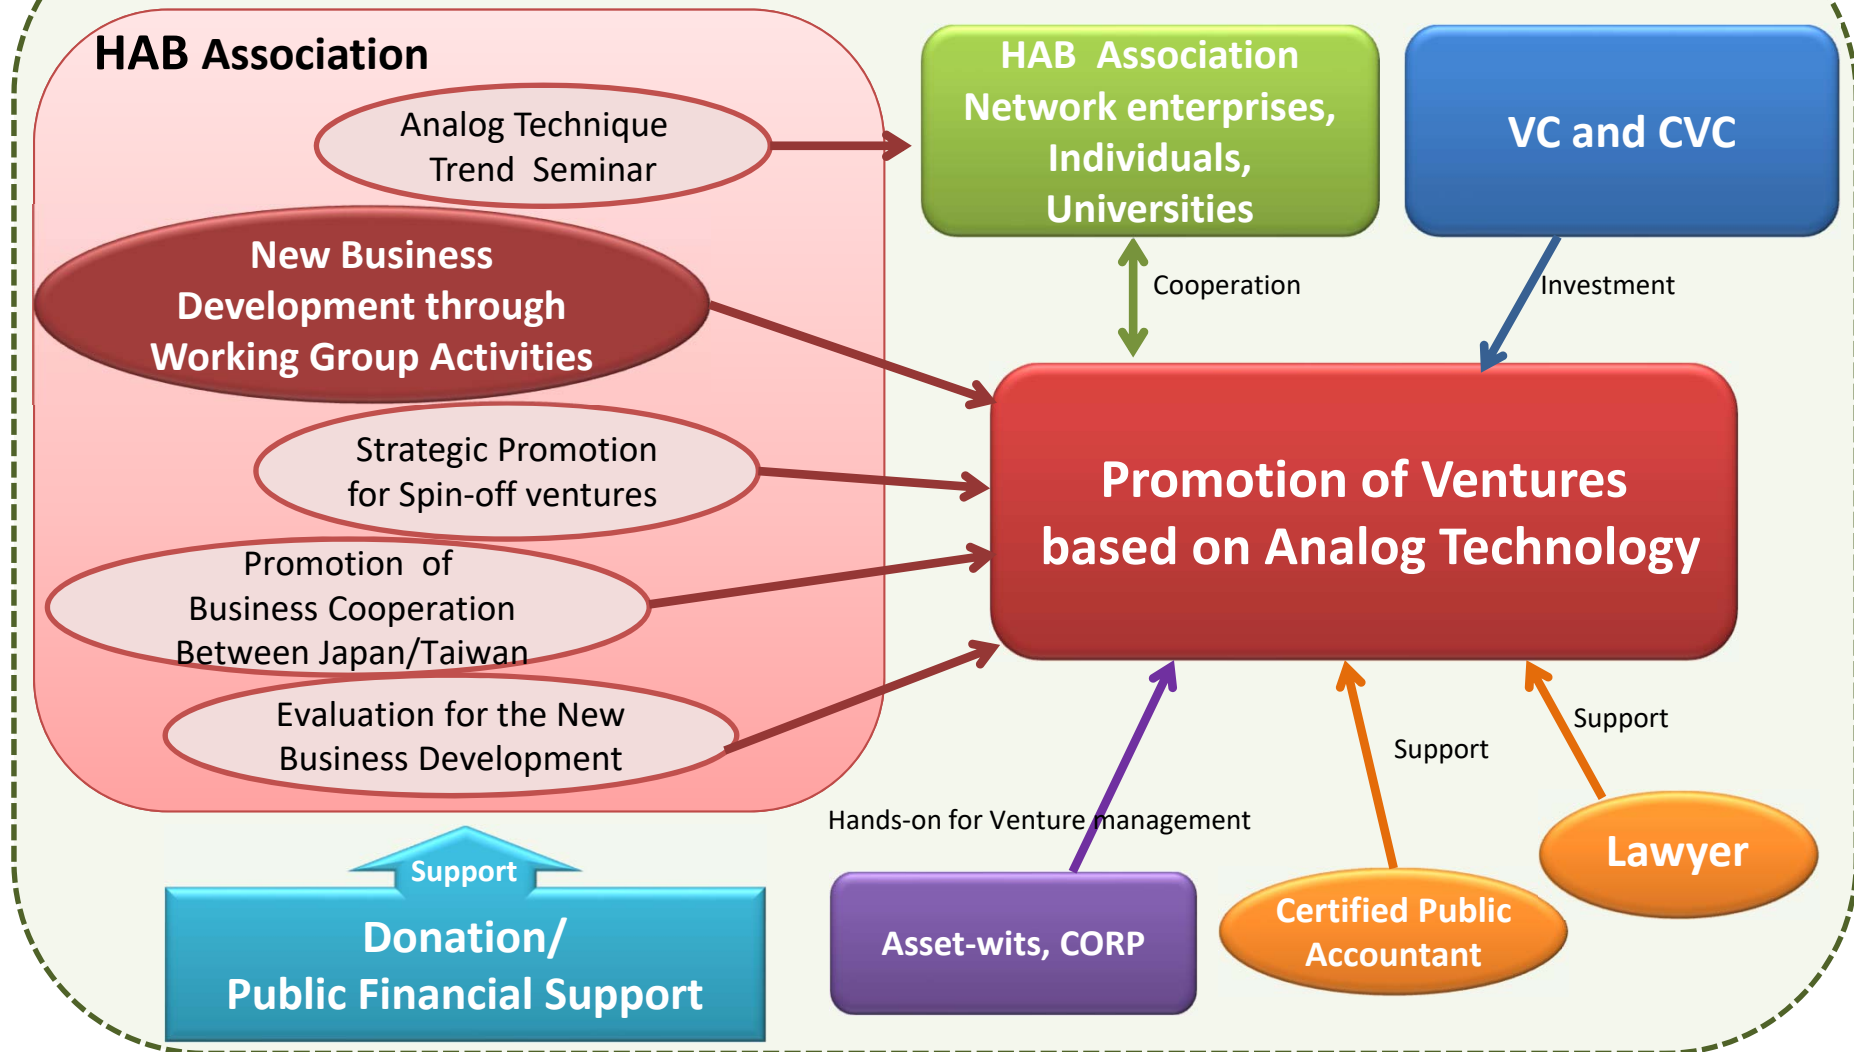 HAB Association
Analog Technique
Trend Seminar
New Business
Development through
Working Group Activities
Strategic Promotion
for Spin-off ventures
Promotion of
Business Cooperation
Between Japan/Taiwan
Evaluation for the New
Business Development
Support
Donation/
Public Financial Support
HAB Association
Network enterprises,
Individuals,
Universities
VC and CVC
Cooperation
Investment
Promotion of Ventures
based on Analog Technology
Hands-on for Venture management
Support
Support
Asset-wits, CORP
Certified Public
Accountant
Lawyer